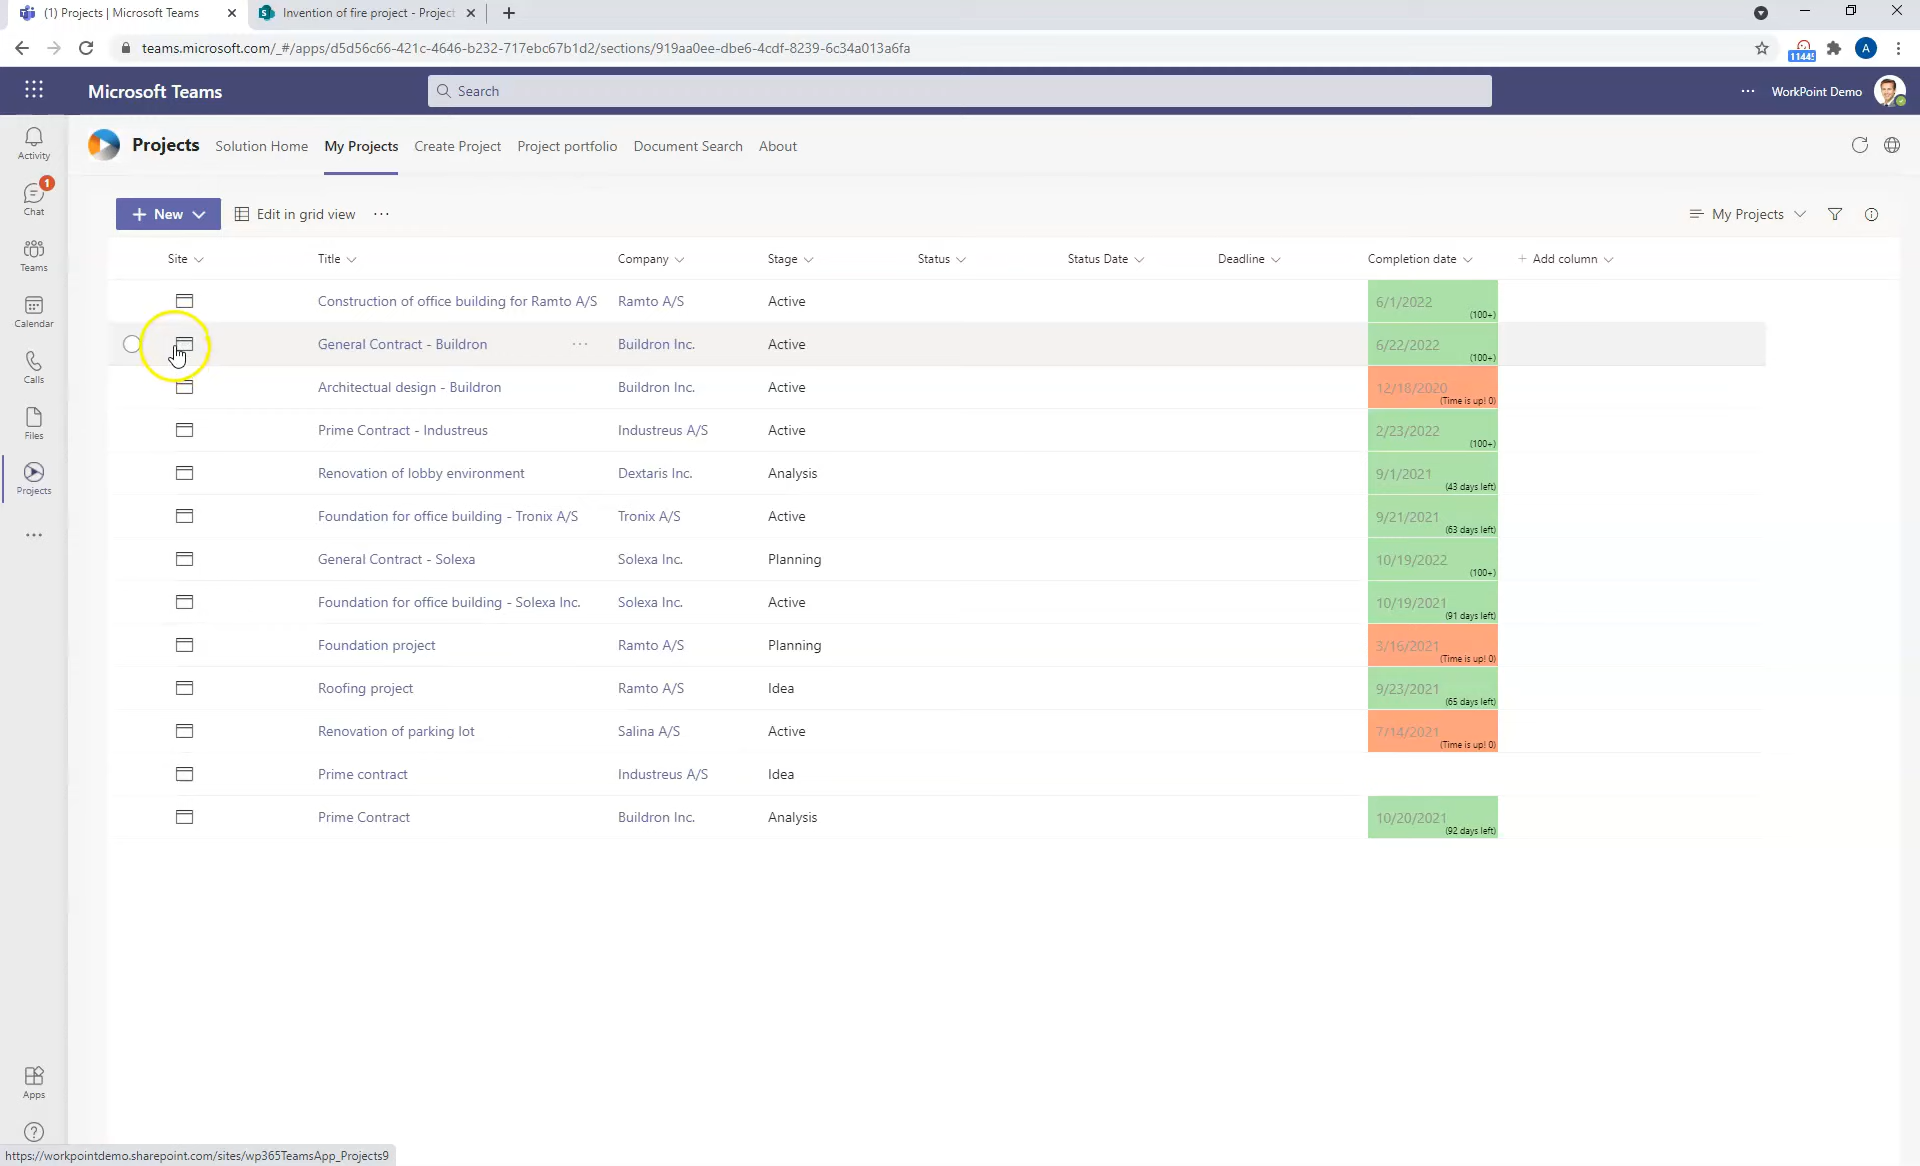 (1) Projects | Microsoft Teams
Invention of fire project - Project
teams.microsoft.com/_#/apps/d5d56c66-421c-4646-b232-717ebc67b1d2/sections/919aa0ee-dbe6-4cdf-8239-6c34a013a6fa
11445
A
Microsoft Teams
Search
WorkPoint Demo
Activity
Chat
1
Teams
Calendar
Calls
Files
Projects
Apps
Projects
Solution Home
My Projects
Create Project
Project portfolio
Document Search
About
New
Edit in grid view
My Projects
Site Title Company Stage Status Status Date Deadline Completion date + Add column
Construction of office building for Ramto A/S Ramto A/S Active 6/1/2022 (100+)
General Contract - Buildron Buildron Inc. Active 6/22/2022 (100+)
Architectual design - Buildron Buildron Inc. Active 12/18/2020 (Time is up! 0)
Prime Contract - Industreus Industreus A/S Active 2/23/2022 (100+)
Renovation of lobby environment Dextaris Inc. Analysis 9/1/2021 (43 days left)
Foundation for office building - Tronix A/S Tronix A/S Active 9/21/2021 (63 days left)
General Contract - Solexa Solexa Inc. Planning 10/19/2022 (100+)
Foundation for office building - Solexa Inc. Solexa Inc. Active 10/19/2021 (91 days left)
Foundation project Ramto A/S Planning 3/16/2021 (Time is up! 0)
Roofing project Ramto A/S Idea 9/23/2021 (65 days left)
Renovation of parking lot Salina A/S Active 7/14/2021 (Time is up! 0)
Prime contract Industreus A/S Idea
Prime Contract Buildron Inc. Analysis 10/20/2021 (92 days left)
https://workpointdemo.sharepoint.com/sites/wp365TeamsApp_Projects9